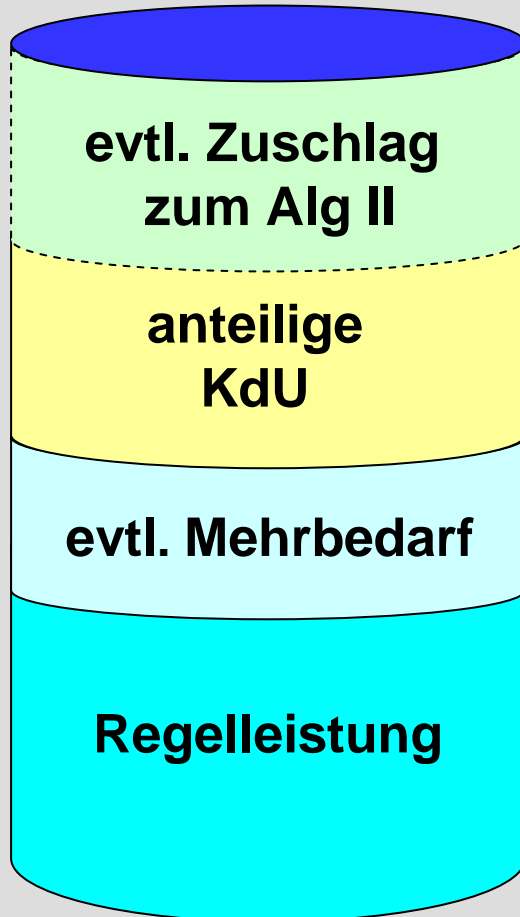 evtl. Zuschlag
zum Alg II
anteilige
KdU
evtl. Mehrbedarf
Regelleistung